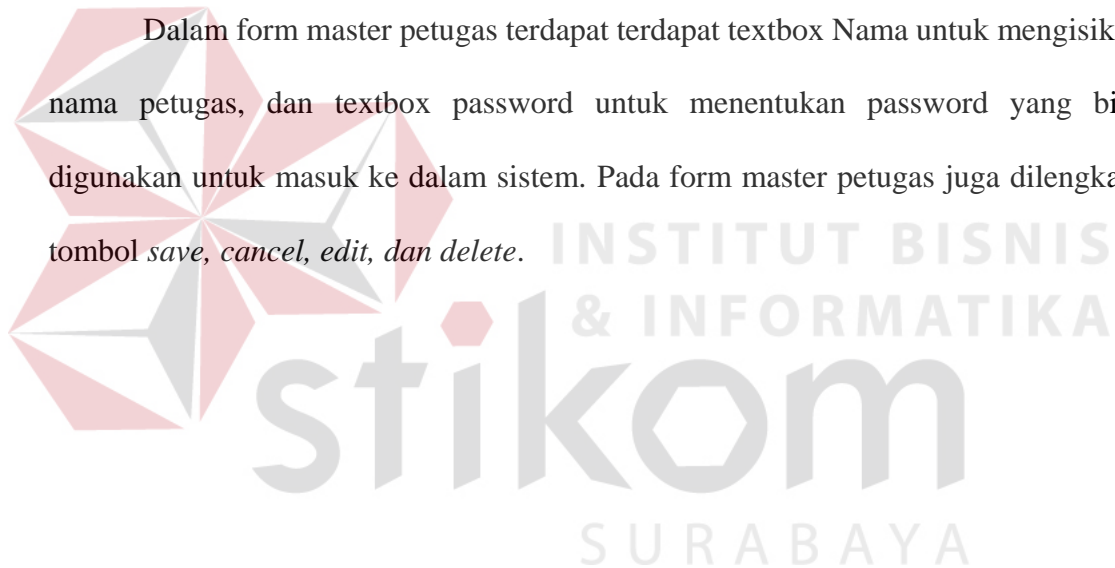 Dalam form master petugas terdapat terdapat textbox Nama untuk mengisik
nama petugas, dan textbox password untuk menentukan password yang bi
digunakan untuk masuk ke dalam sistem. Pada form master petugas juga dilengka
tombol save, cancel, edit, dan delete.
INSTITUT BISNIS
& INFORMATIKA
stikom
SURABAYA